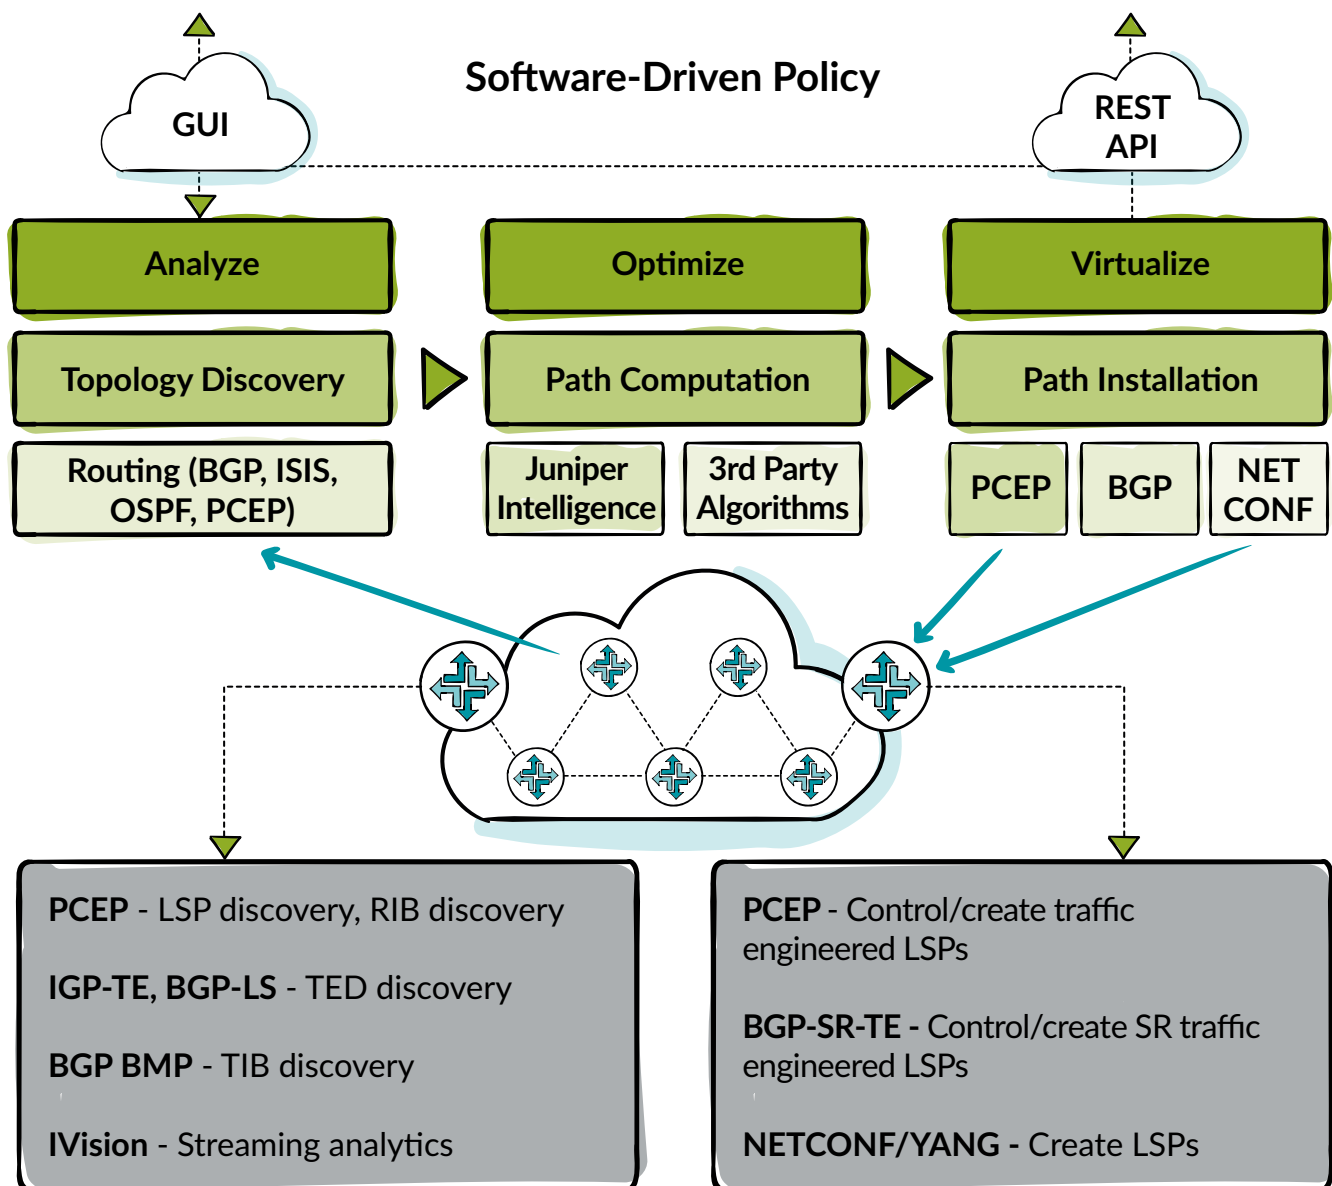 Software-Driven Policy
GUI
REST
API
Analyze
Optimize
Virtualize
Topology Discovery
Path Computation
Path Installation
Routing (BGP, ISIS,
OSPF, PCEP)
Juniper
Intelligence
3rd Party
Algorithms
PCEP
BGP
NET
CONF
PCEP - LSP discovery, RIB discovery
IGP-TE, BGP-LS - TED discovery
BGP BMP - TIB discovery
IVision - Streaming analytics
PCEP - Control/create traffic
engineered LSPs
BGP-SR-TE - Control/create SR traffic
engineered LSPs
NETCONF/YANG - Create LSPs